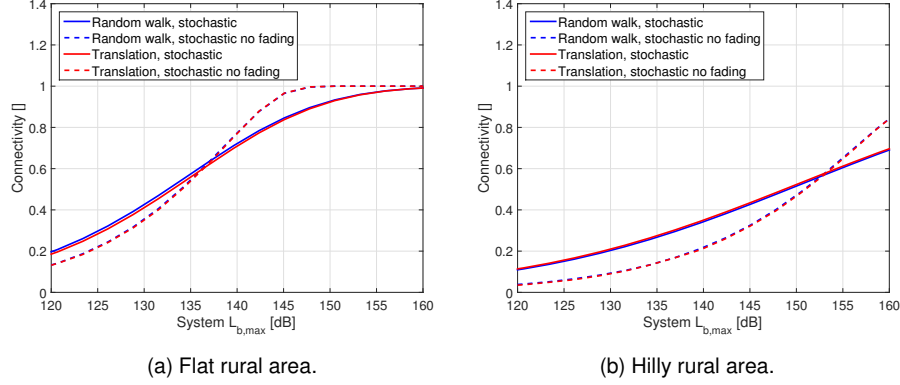 Random walk, stochastic
Random walk, stochastic no fading
Translation, stochastic
Translation, stochastic no fading
Connectivity []
1.4
1.2
1
0.8
0.6
0.4
0.2
0
120 125 130 135 140 145 150 155 160
System L_b,max [dB]
(a) Flat rural area.
Random walk, stochastic
Random walk, stochastic no fading
Translation, stochastic
Translation, stochastic no fading
Connectivity []
1.4
1.2
1
0.8
0.6
0.4
0.2
0
120 125 130 135 140 145 150 155 160
System L_b,max [dB]
(b) Hilly rural area.